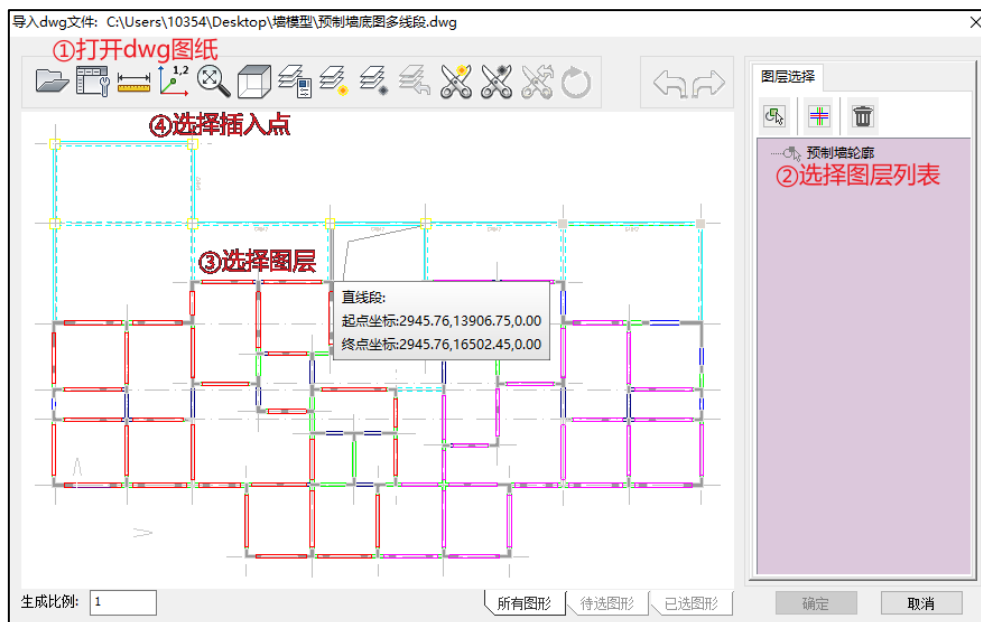 导入dwg文件: C:\Users\10354\Desktop\墙模型\预制墙底图多线段.dwg
①打开dwg图纸
1,2
④选择插入点
③选择图层
直线段:
起点坐标:2945.76,13906.75,0.00
终点坐标:2945.76,16502.45,0.00
图层选择
预制墙轮廓
②选择图层列表
生成比例: 1
所有图形 待选图形 已选图形
确定 取消